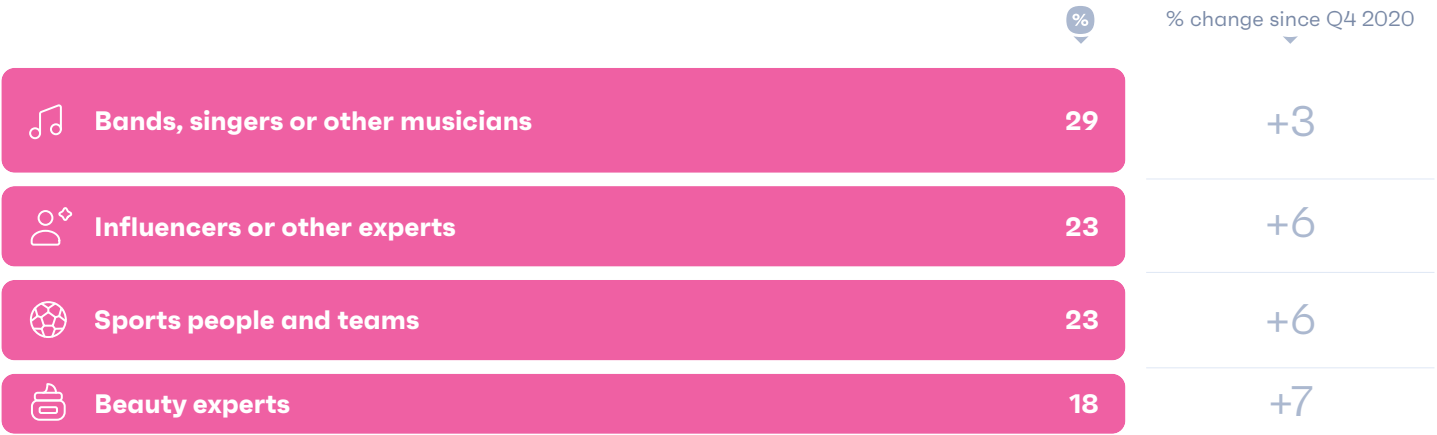 % % change since Q4 2020
Bands, singers or other musicians 29 +3
Influencers or other experts 23 +6
Sports people and teams 23 +6
Beauty experts 18 +7